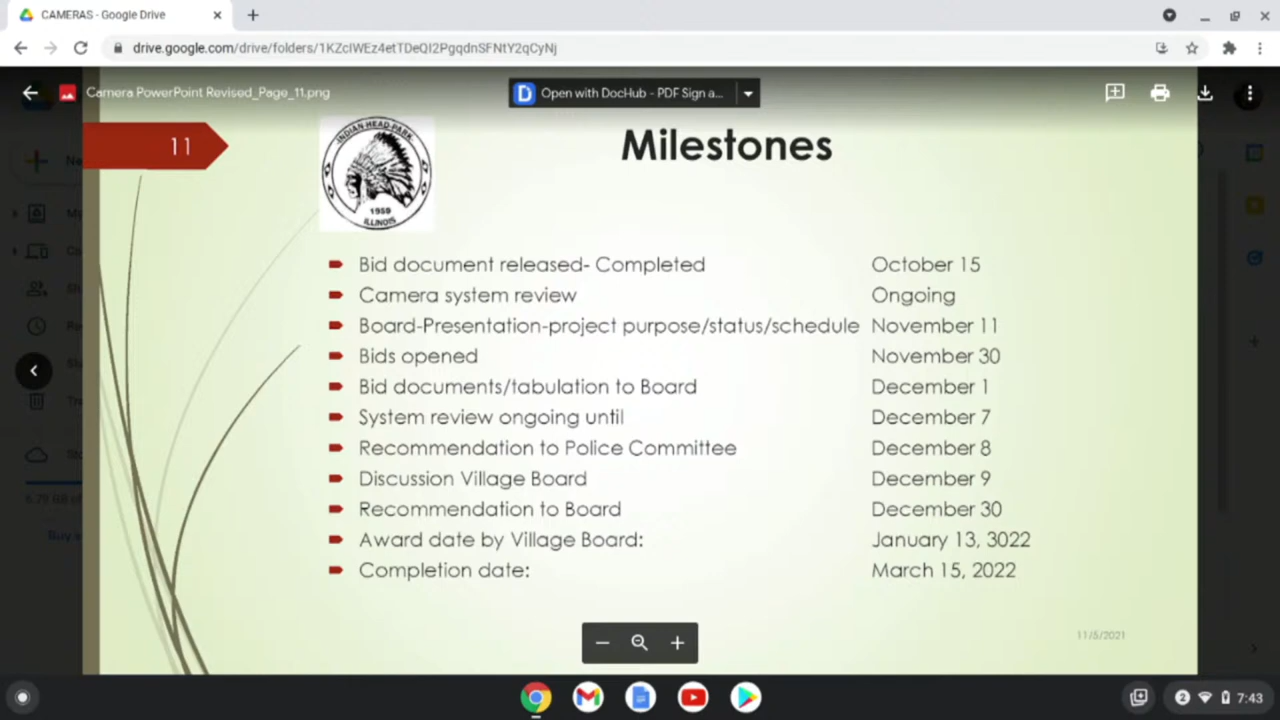 CAMERAS - Google Drive
drive.google.com/drive/folders/1KZcIWEz4etTDeQI2PgqdnSFNtY2qCyNj
Camera PowerPoint Revised_Page_11.png
Open with DocHub - PDF Sign a...
11
INDIAN HEAD PARK
1959
ILLINOIS
Milestones
Bid document released- Completed October 15
Camera system review Ongoing
Board-Presentation-project purpose/status/schedule November 11
Bids opened November 30
Bid documents/tabulation to Board December 1
System review ongoing until December 7
Recommendation to Police Committee December 8
Discussion Village Board December 9
Recommendation to Board December 30
Award date by Village Board: January 13, 3022
Completion date: March 15, 2022
11/5/2021
2 7:43